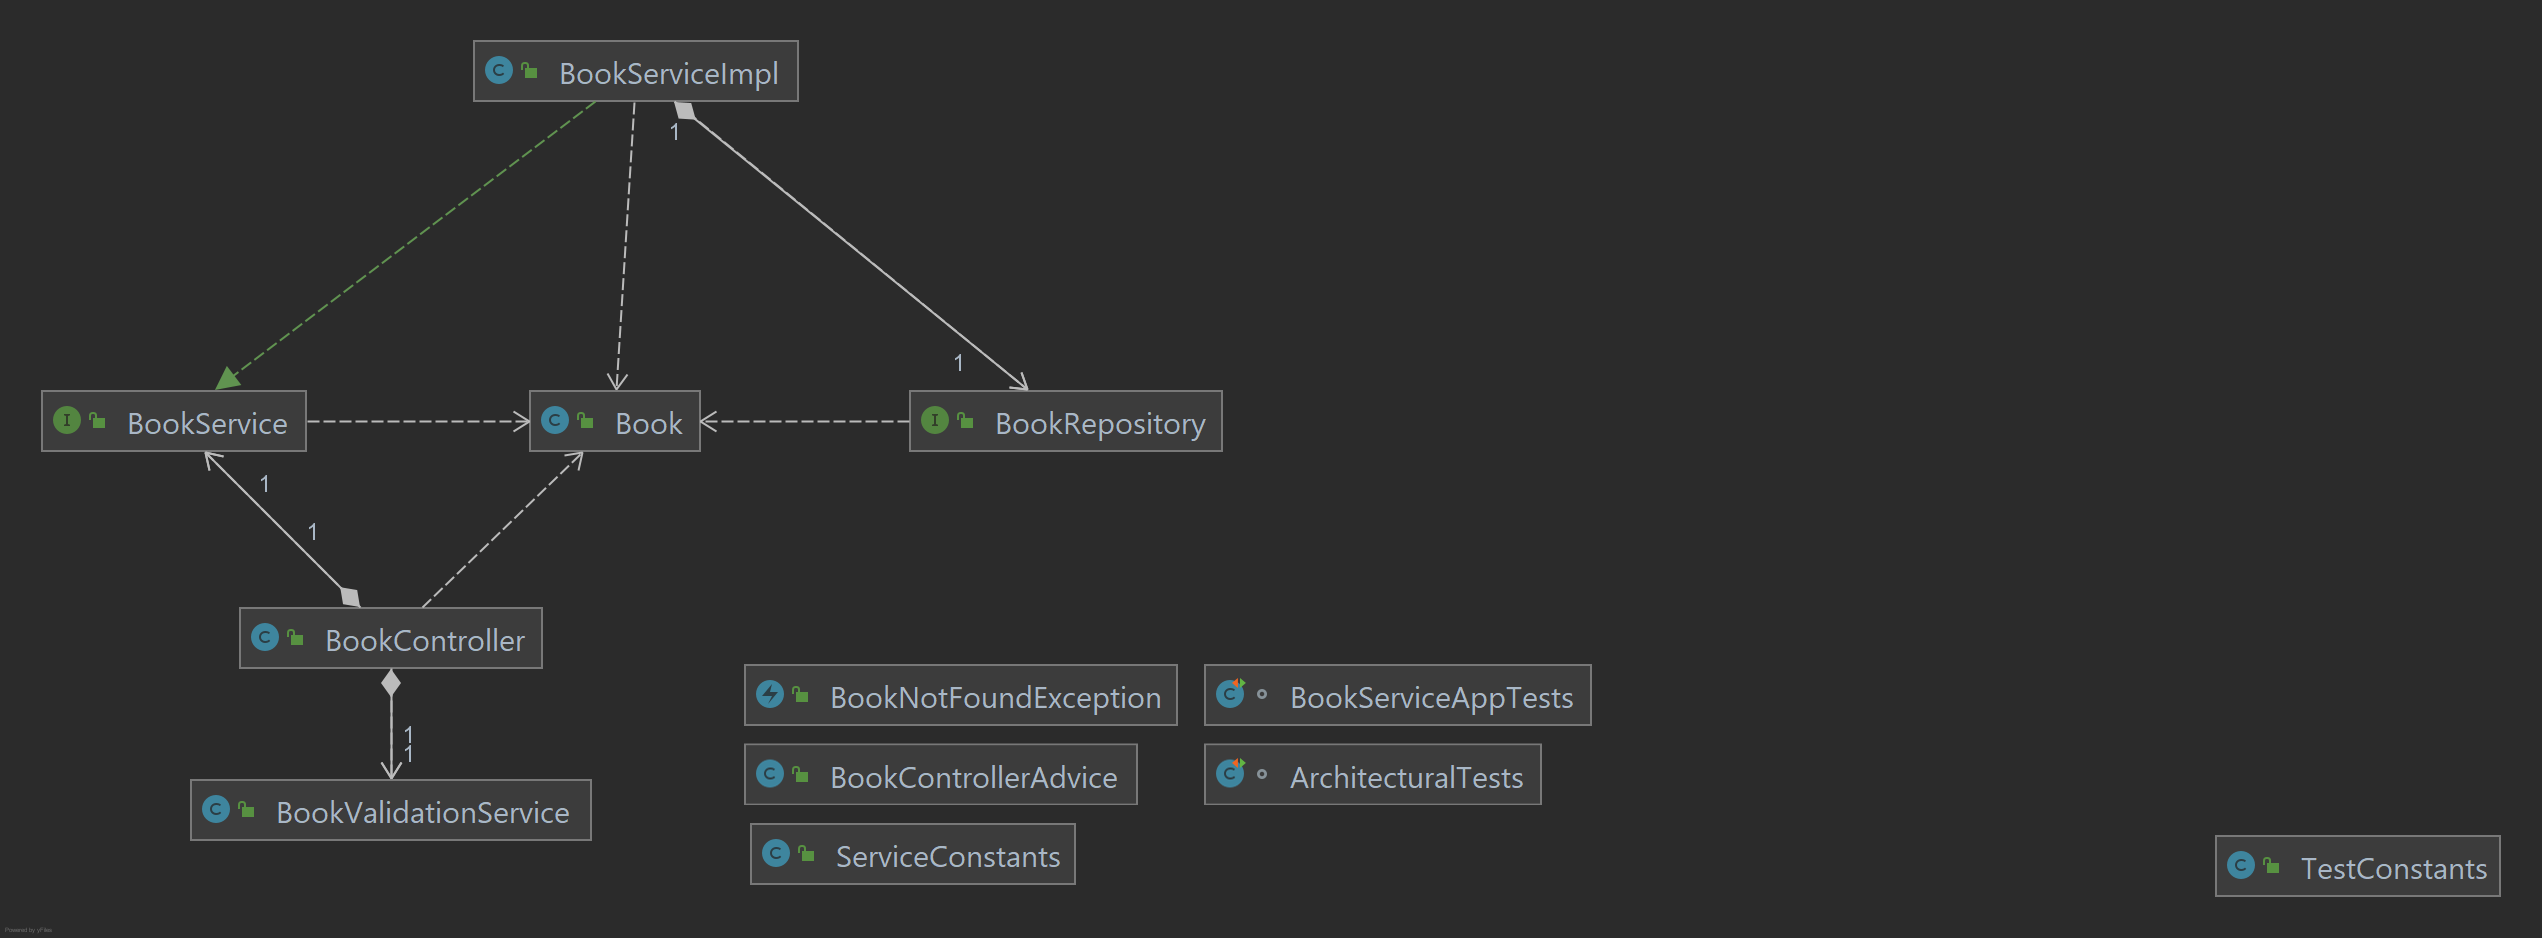 BookServiceImpl
1
1
BookService
Book
BookRepository
1
1
BookController
1
1
BookValidationService
BookNotFoundException
BookServiceAppTests
BookControllerAdvice
ArchitecturalTests
ServiceConstants
TestConstants
Powered by yFiles